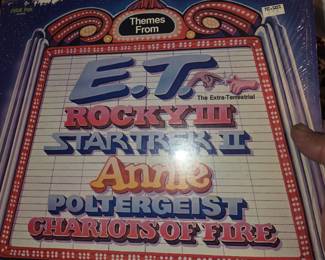 Themes
From
E.T.
The Extra-Terrestrial
ROCKY III
STAR TREK II
Annie
POLTERGEIST
CHARIOTS OF FIRE